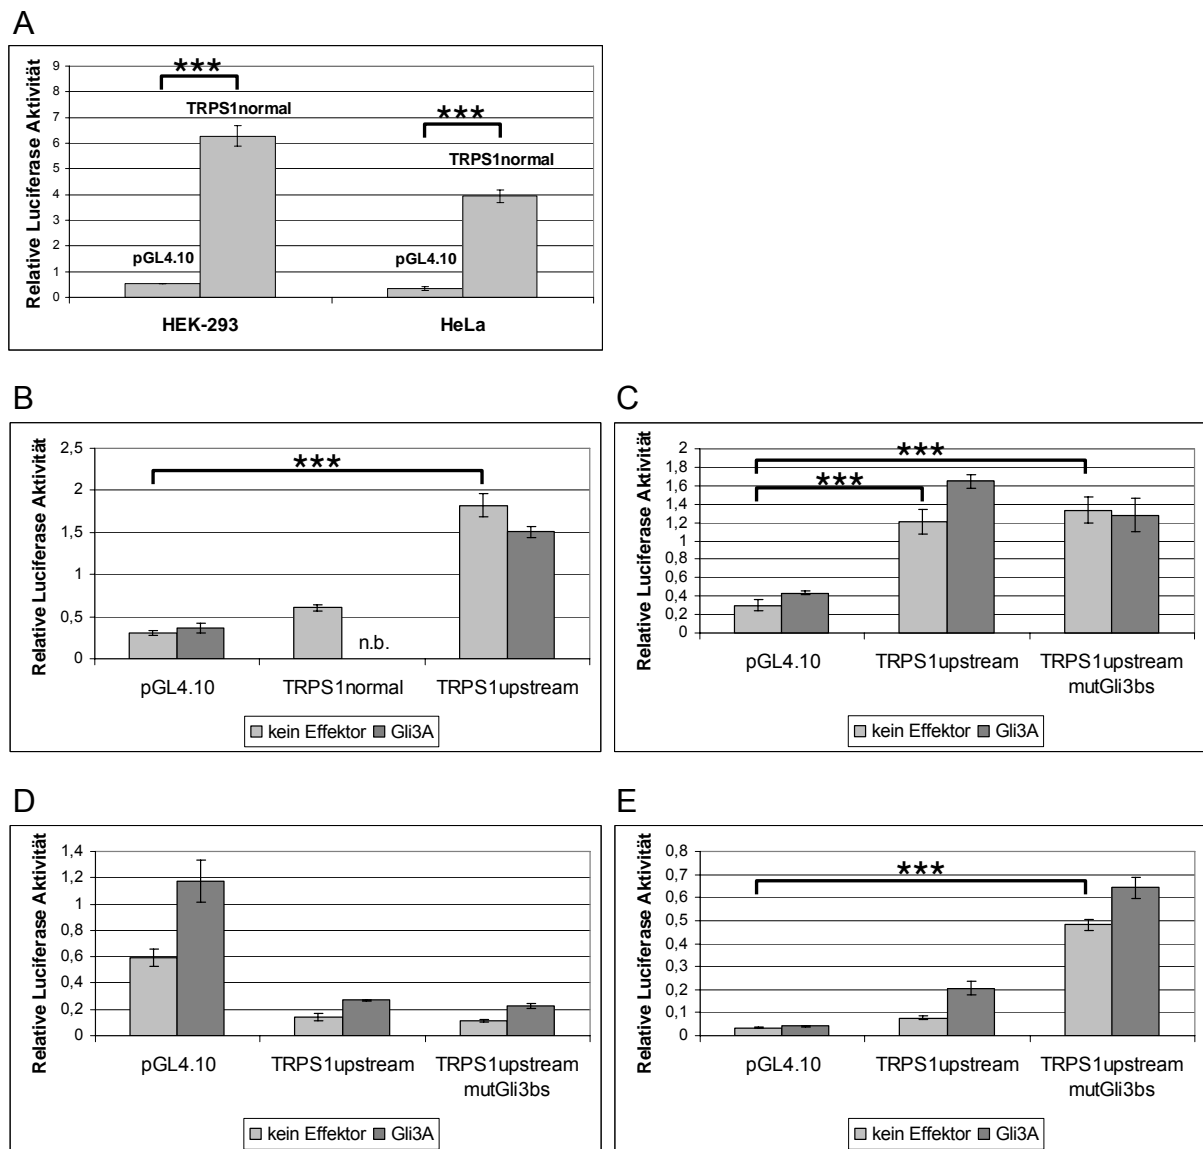 A
Relative Luciferase Aktivität
9
8
7
6
5
4
3
2
1
0
***
TRPS1normal
pGL4.10
***
TRPS1normal
pGL4.10
HEK-293 HeLa
B
Relative Luciferase Aktivität
2,5
2
1,5
1
0,5
0
***
n.b.
pGL4.10 TRPS1normal TRPS1upstream
kein Effektor Gli3A
C
Relative Luciferase Aktivität
2
1,8
1,6
1,4
1,2
1
0,8
0,6
0,4
0,2
0
***
***
pGL4.10 TRPS1upstream TRPS1upstream
mutGli3bs
kein Effektor Gli3A
D
Relative Luciferase Aktivität
1,4
1,2
1
0,8
0,6
0,4
0,2
0
pGL4.10 TRPS1upstream TRPS1upstream
mutGli3bs
kein Effektor Gli3A
E
Relative Luciferase Aktivität
0,8
0,7
0,6
0,5
0,4
0,3
0,2
0,1
0
***
pGL4.10 TRPS1upstream TRPS1upstream
mutGli3bs
kein Effektor Gli3A